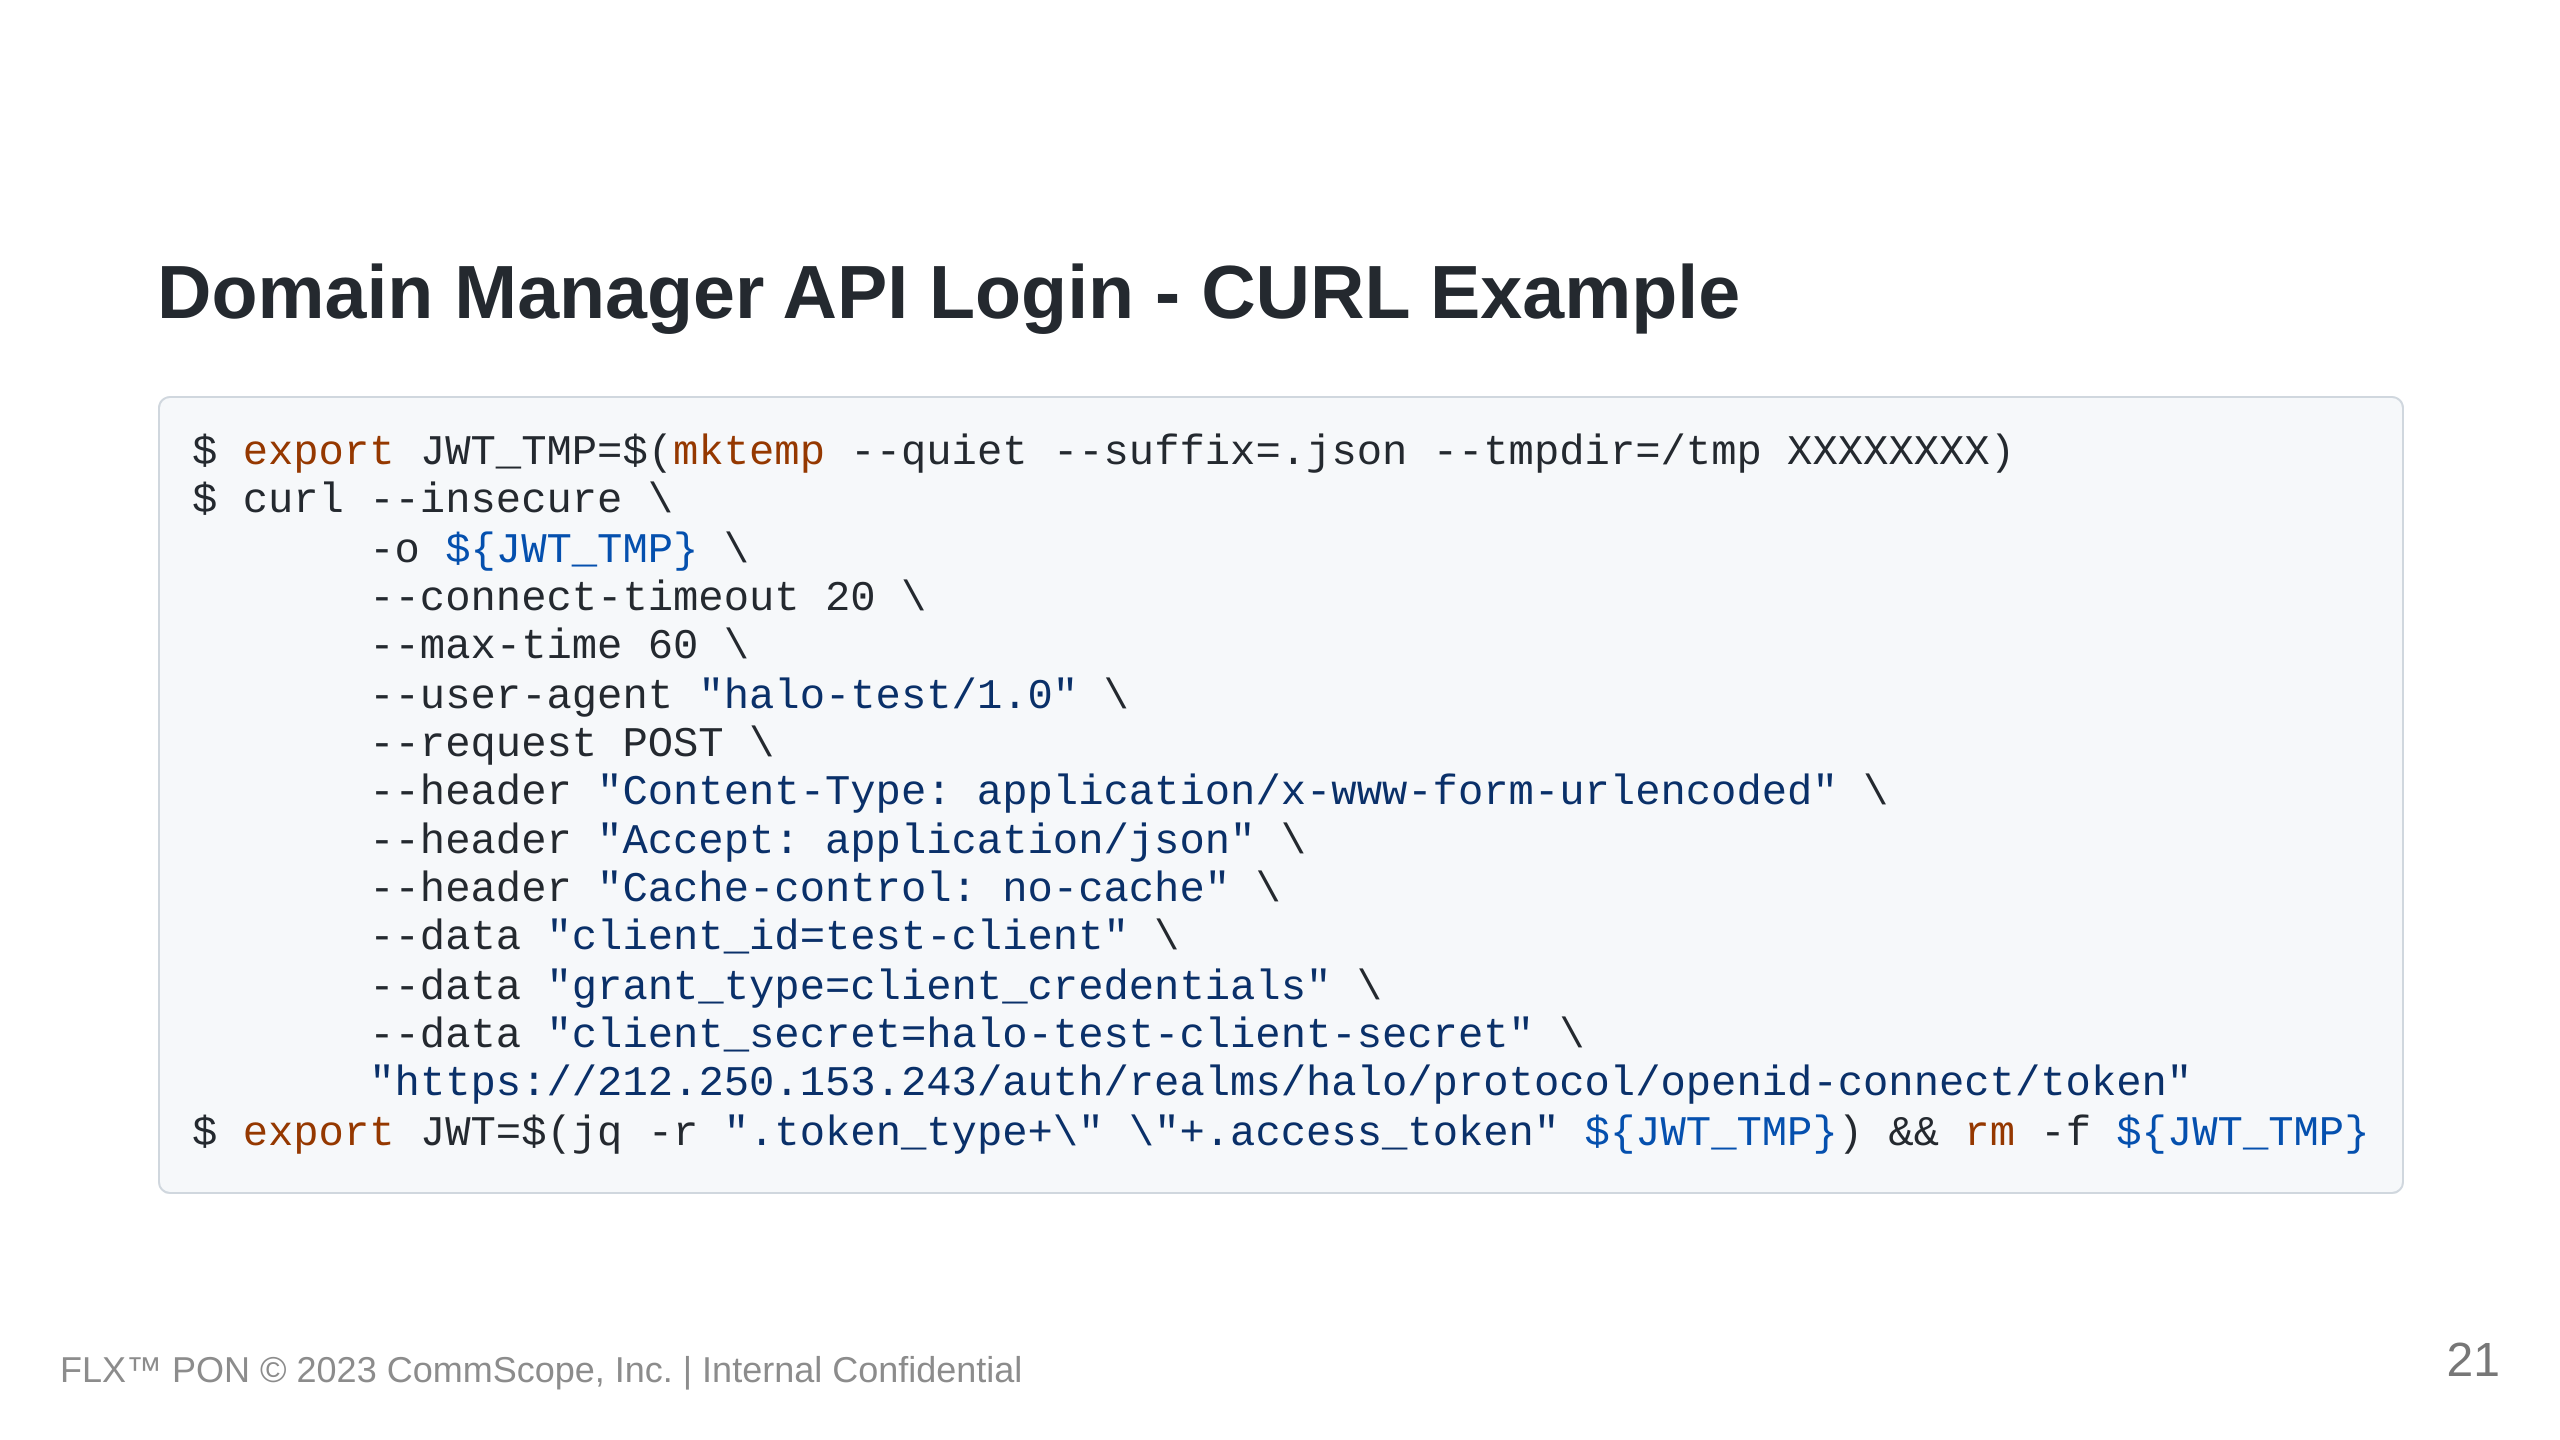 Domain Manager API Login - CURL Example
$ export JWT_TMP=$(mktemp --quiet --suffix=.json --tmpdir=/tmp XXXXXXXX)
$ curl --insecure \
       -o ${JWT_TMP} \
       --connect-timeout 20 \
       --max-time 60 \
       --user-agent "halo-test/1.0" \
       --request POST \
       --header "Content-Type: application/x-www-form-urlencoded" \
       --header "Accept: application/json" \
       --header "Cache-control: no-cache" \
       --data "client_id=test-client" \
       --data "grant_type=client_credentials" \
       --data "client_secret=halo-test-client-secret" \
       "https://212.250.153.243/auth/realms/halo/protocol/openid-connect/token"
$ export JWT=$(jq -r ".token_type+\" \"+.access_token" ${JWT_TMP}) && rm -f ${JWT_TMP}
FLX™ PON © 2023 CommScope, Inc. | Internal Confidential
21